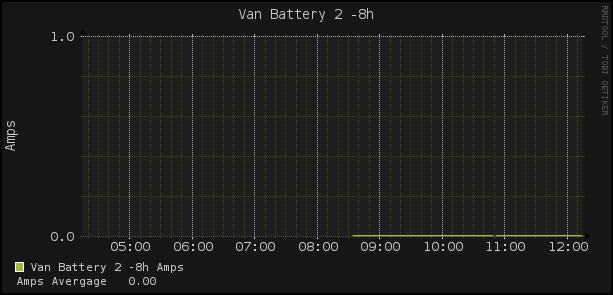 Van Battery 2 -8h
RRDTOOL / TOBI OETIKER
1.0
Amps
0.0
05:00 06:00 07:00 08:00 09:00 10:00 11:00 12:00
Van Battery 2 -8h Amps
Amps Avergage 0.00